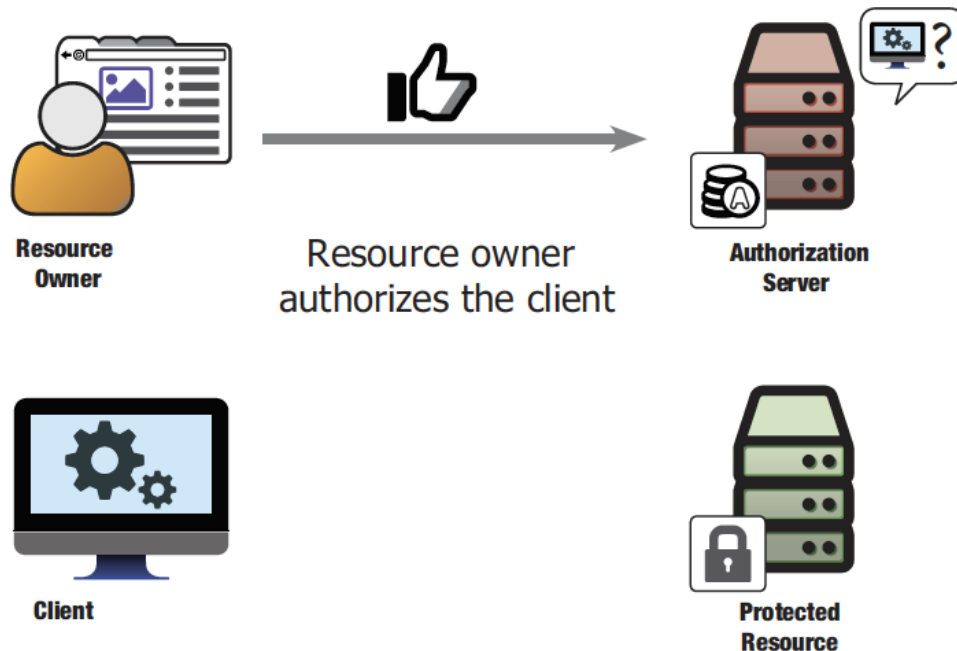 ?
A
Resource
Owner
Resource owner
authorizes the client
Authorization
Server
Client
Protected
Resource